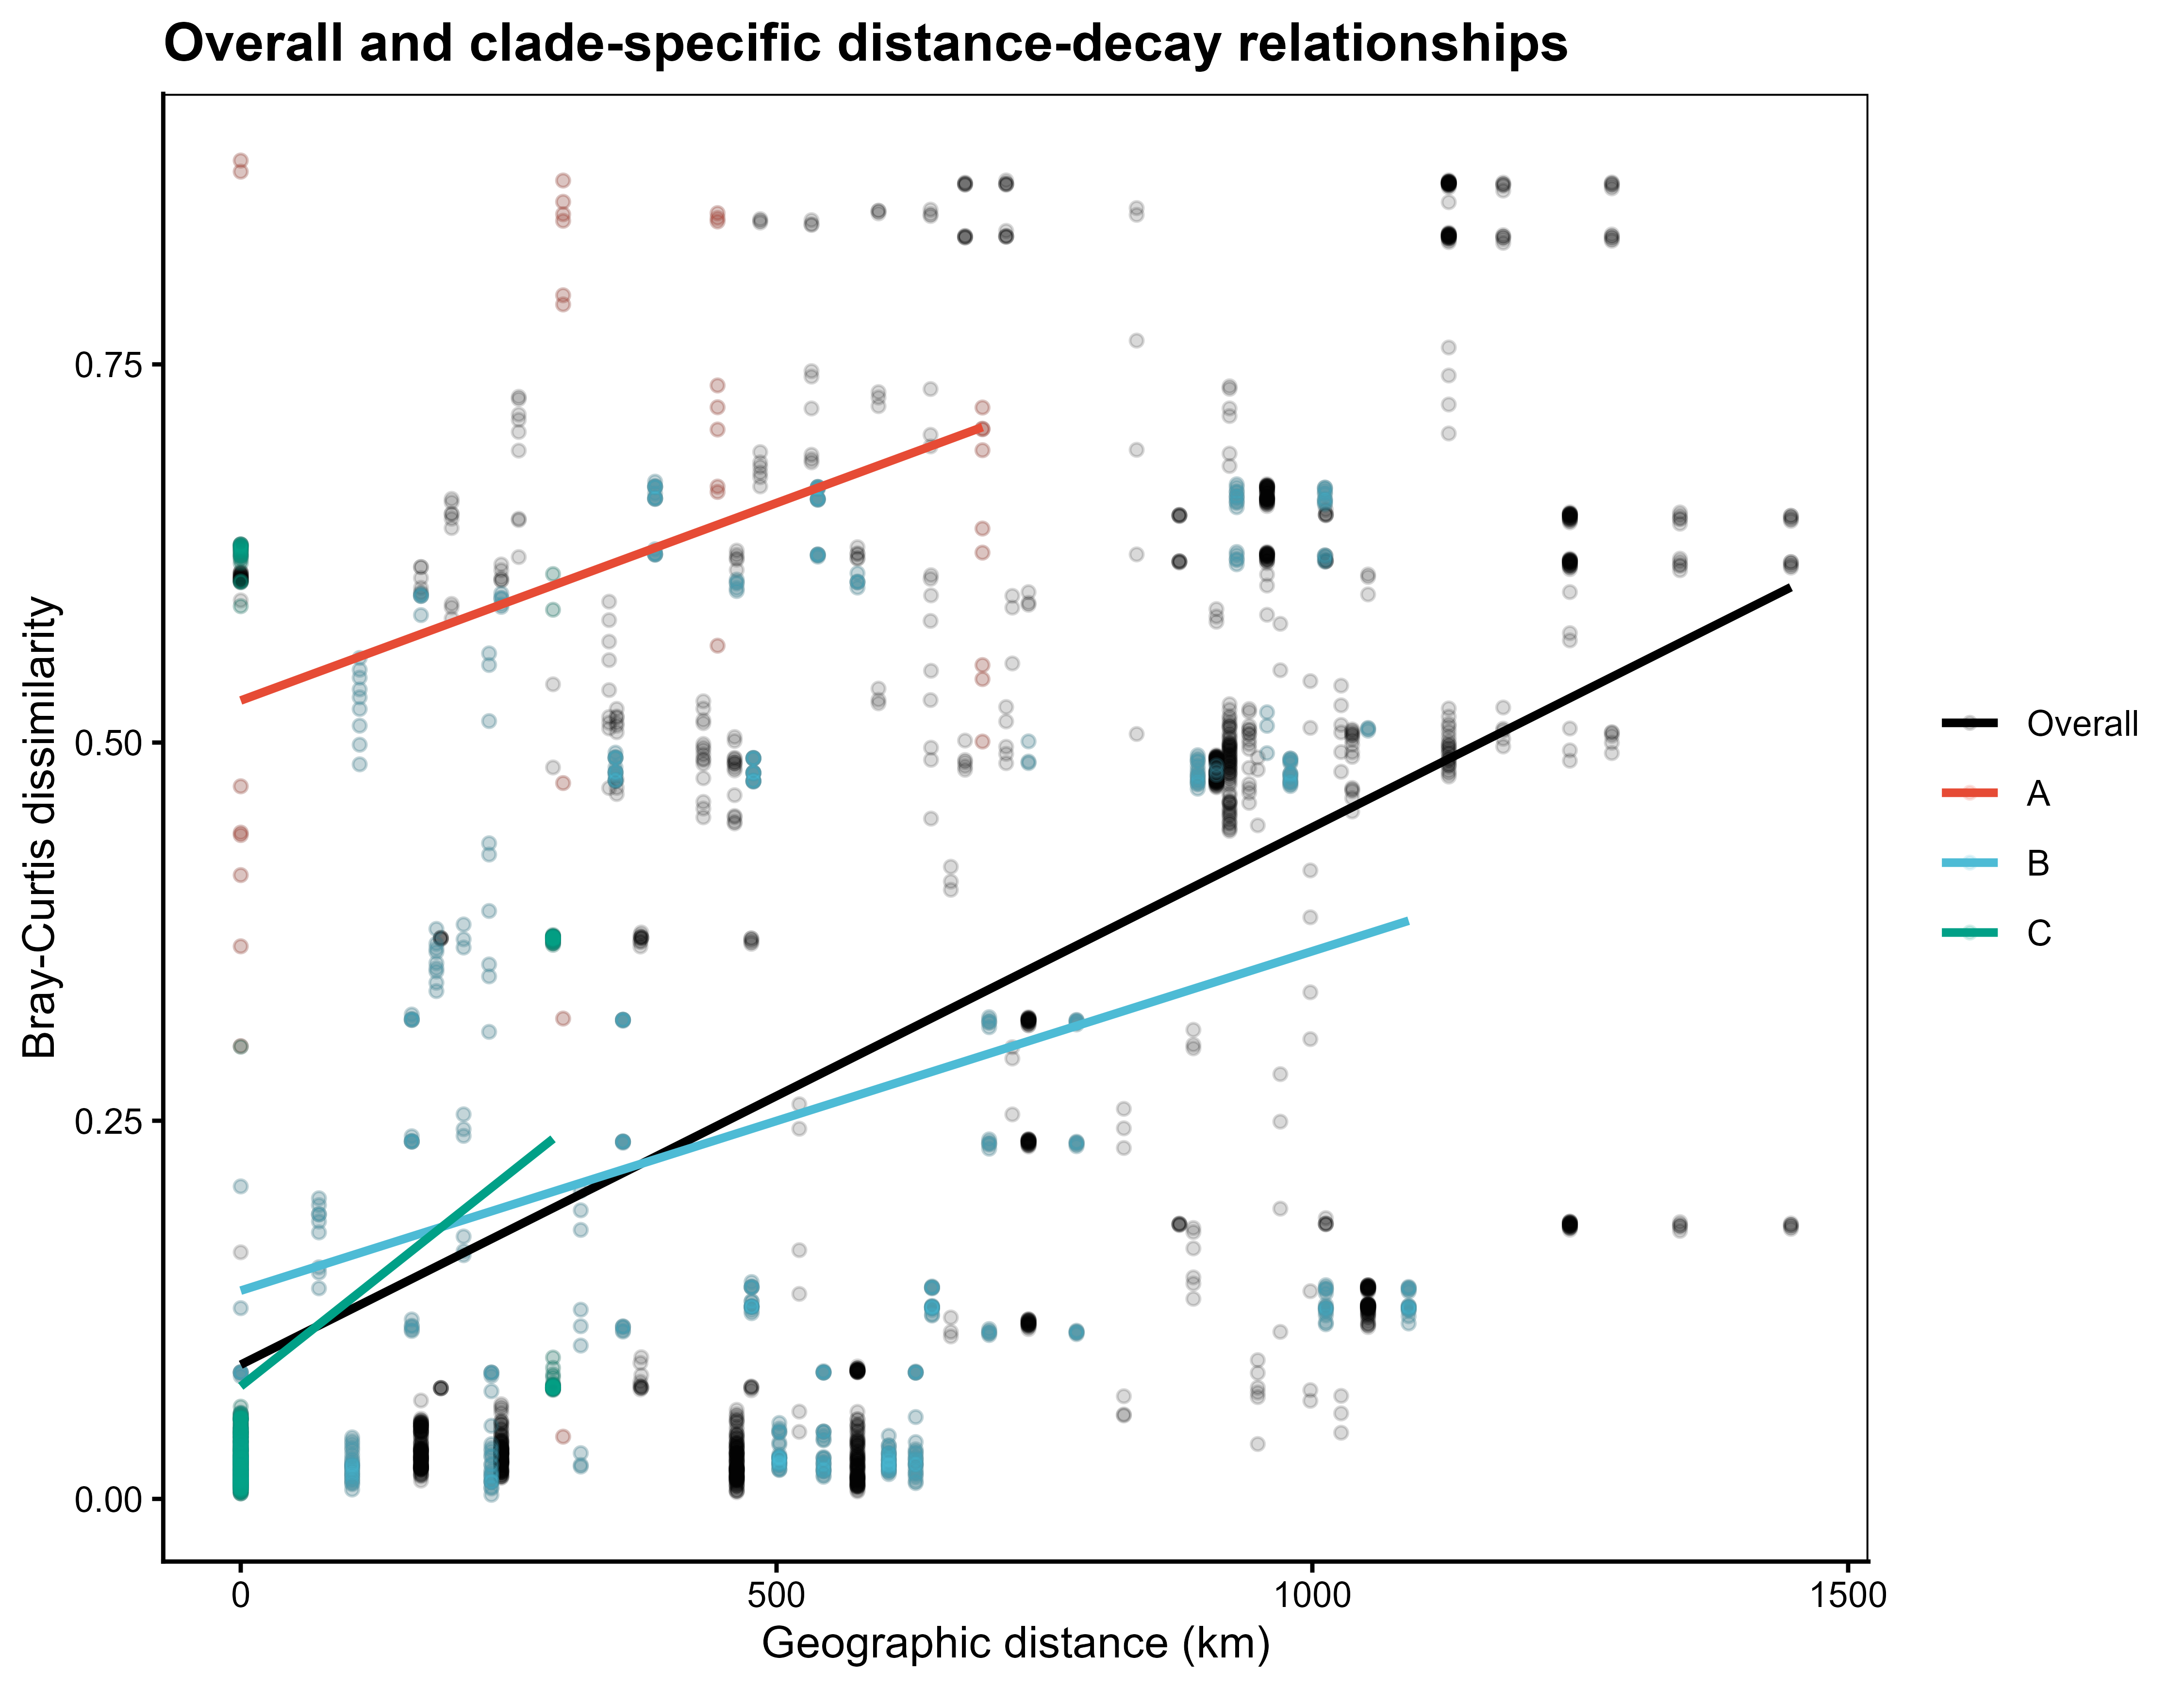 Overall and clade-specific distance-decay relationships
Bray-Curtis dissimilarity
0.75
0.50
0.25
0.00
0
500
1000
1500
Geographic distance (km)
Overall
A
B
C